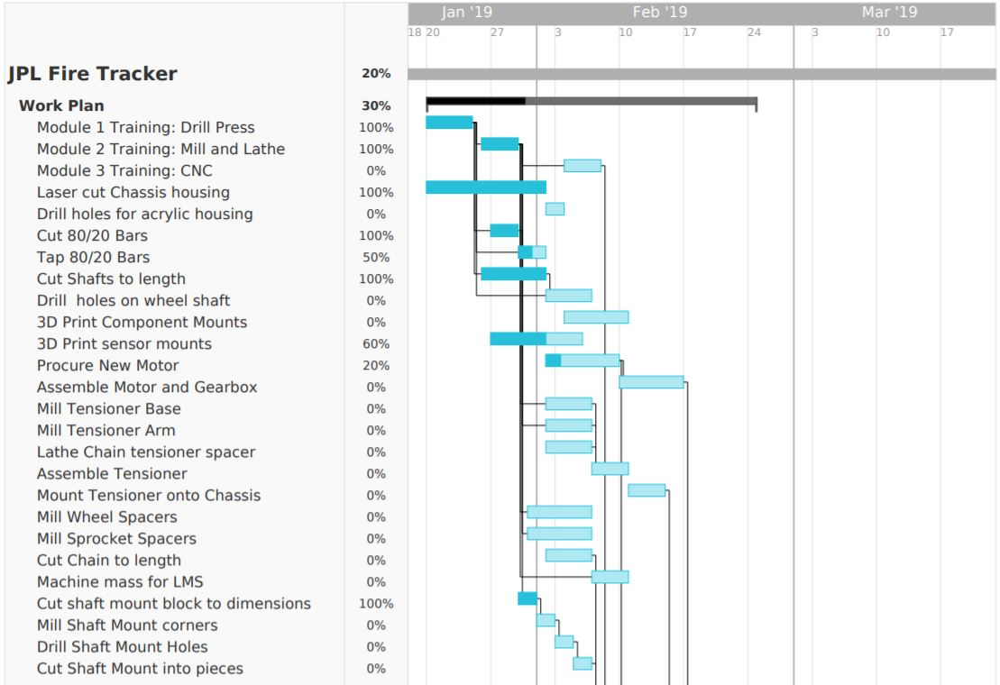 Jan '19 Feb '19 Mar '19
18 20 27 3 10 17 24 3 10 17
JPL Fire Tracker 20%
Work Plan 30%
Module 1 Training: Drill Press 100%
Module 2 Training: Mill and Lathe 100%
Module 3 Training: CNC 0%
Laser cut Chassis housing 100%
Drill holes for acrylic housing 0%
Cut 80/20 Bars 100%
Tap 80/20 Bars 50%
Cut Shafts to length 100%
Drill  holes on wheel shaft 0%
3D Print Component Mounts 0%
3D Print sensor mounts 60%
Procure New Motor 20%
Assemble Motor and Gearbox 0%
Mill Tensioner Base 0%
Mill Tensioner Arm 0%
Lathe Chain tensioner spacer 0%
Assemble Tensioner 0%
Mount Tensioner onto Chassis 0%
Mill Wheel Spacers 0%
Mill Sprocket Spacers 0%
Cut Chain to length 0%
Machine mass for LMS 0%
Cut shaft mount block to dimensions 100%
Mill Shaft Mount corners 0%
Drill Shaft Mount Holes 0%
Cut Shaft Mount into pieces 0%